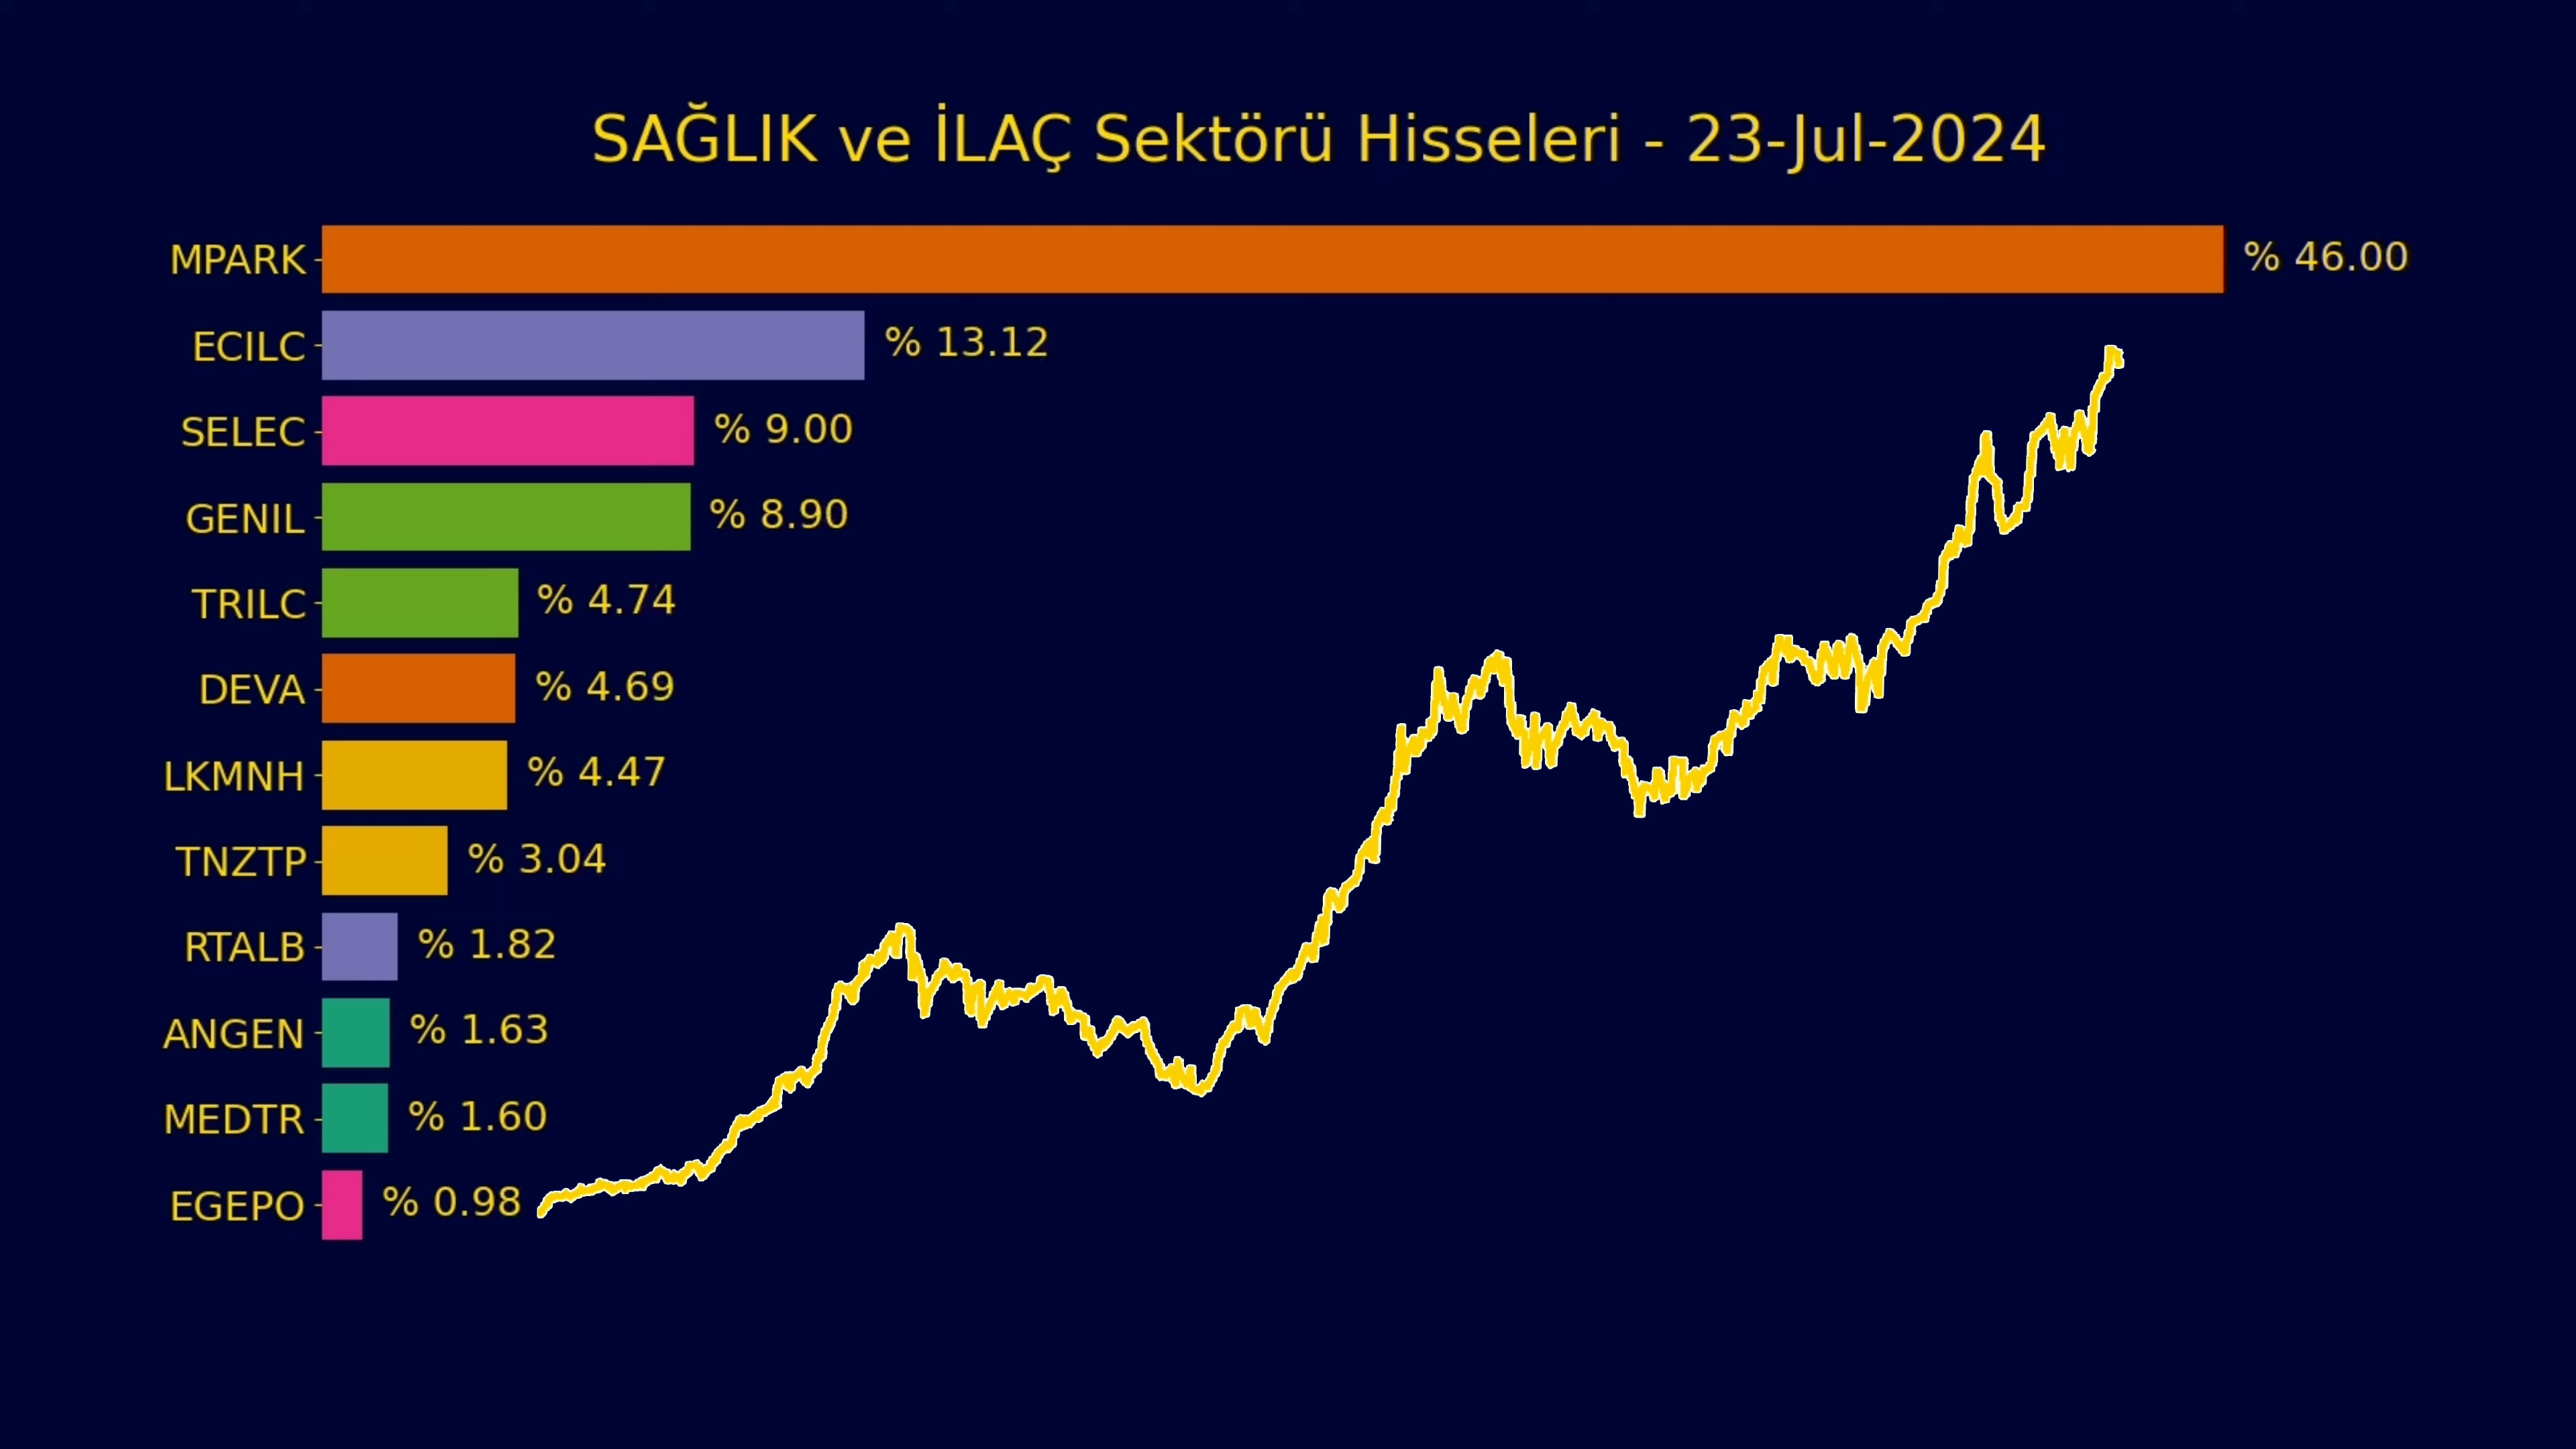 SAĞLIK ve İLAÇ Sektörü Hisseleri - 23-Jul-2024
MPARK % 46.00
ECILC % 13.12
SELEC % 9.00
GENIL % 8.90
TRILC % 4.74
DEVA % 4.69
LKMNH % 4.47
TNZTP % 3.04
RTALB % 1.82
ANGEN % 1.63
MEDTR % 1.60
EGEPO % 0.98